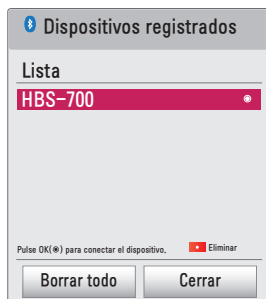 Dispositivos registrados
Lista
HBS-700
Pulse OK(◉) para conectar el dispositivo. Eliminar
Borrar todo Cerrar